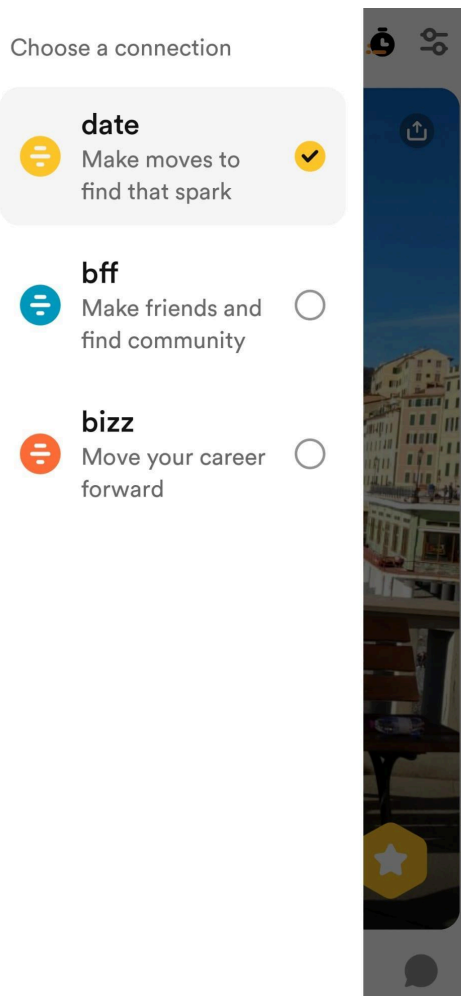 Choose a connection
date
Make moves to
find that spark
bff
Make friends and
find community
bizz
Move your career
forward